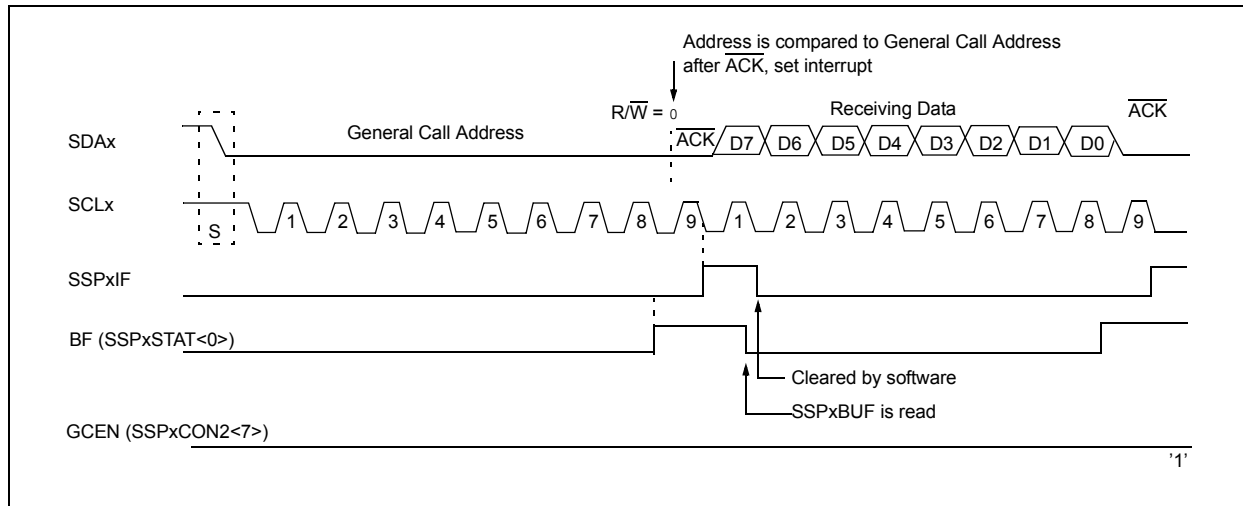 Address is compared to General Call Address
after ACK, set interrupt
R/W = 0
General Call Address
Receiving Data
ACK
SDAx
ACK
D7 D6 D5 D4 D3 D2 D1 D0
SCLx
S
1 2 3 4 5 6 7 8 9 1 2 3 4 5 6 7 8 9
SSPxIF
BF (SSPxSTAT<0>)
Cleared by software
SSPxBUF is read
GCEN (SSPxCON2<7>)
’1’